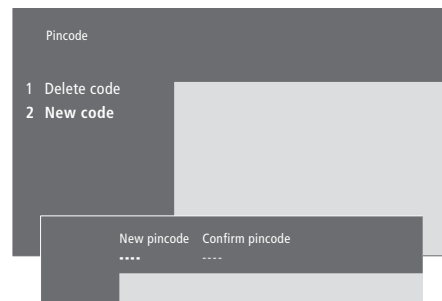 Pincode
1 Delete code
2 New code
New pincode Confirm pincode
---- ----